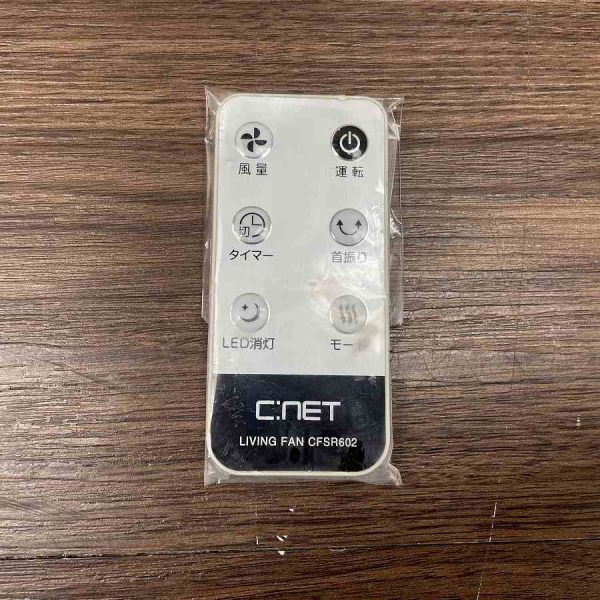 風量
運転
切
タイマー
首振り
LED消灯
モード
C:NET
LIVING FAN CFSR602